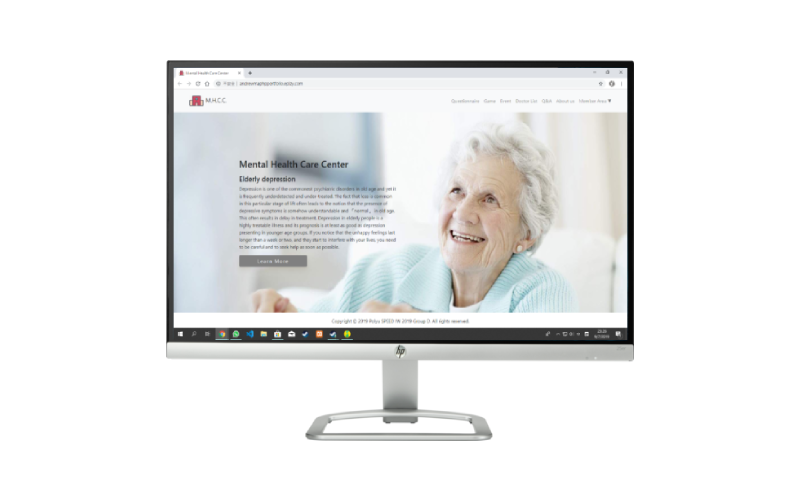 Mental Health Care Center
M.H.C.C.
Questionnaire Game Event Doctor List Q&A About us Member Area
Mental Health Care Center
Elderly depression
Depression is one of the commonest psychiatric disorders in old age and yet it
is frequently underdetected and under-treated. The fact that loss is common
in this particular stage of life often leads to the notion that the presence of
depressive symptoms is somehow understandable and "normal" in old age.
This often results in delay in treatment. Depression in elderly people is a
highly treatable illness and its prognosis is at least as good as depression
presenting in younger age groups. If you notice that the unhappy feelings last
longer than a week or two, and they start to interfere with your lives, you need
to be careful and to seek help as soon as possible.
Learn More
Copyright © 2019 Polyu SPEED 4N 2019 Group D. All rights reserved.
hp